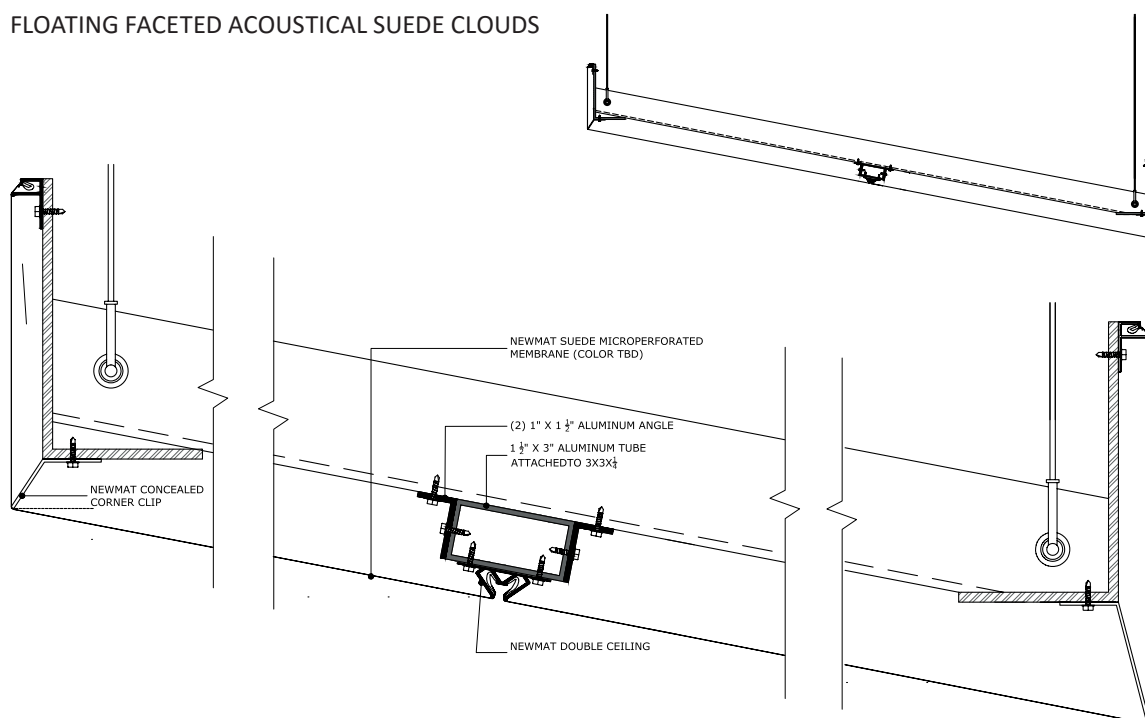 FLOATING FACETED ACOUSTICAL SUEDE CLOUDS
NEWMAT SUEDE MICROPERFORATED
MEMBRANE (COLOR TBD)
(2) 1" X 1 1/2" ALUMINUM ANGLE
1 1/2" X 3" ALUMINUM TUBE
ATTACHEDTO 3X3X1/4
NEWMAT CONCEALED
CORNER CLIP
NEWMAT DOUBLE CEILING